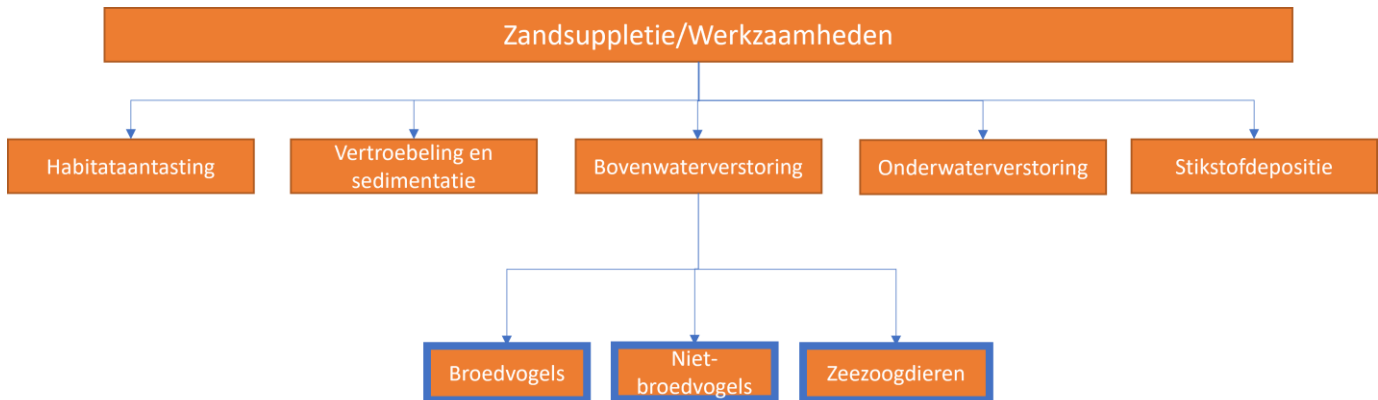 Zandsuppletie/Werkzaamheden
Habitataantasting
Vertroebeling en
sedimentatie
Bovenwaterverstoring
Onderwaterverstoring
Stikstofdepositie
Broedvogels
Niet-
broedvogels
Zeezoogdieren